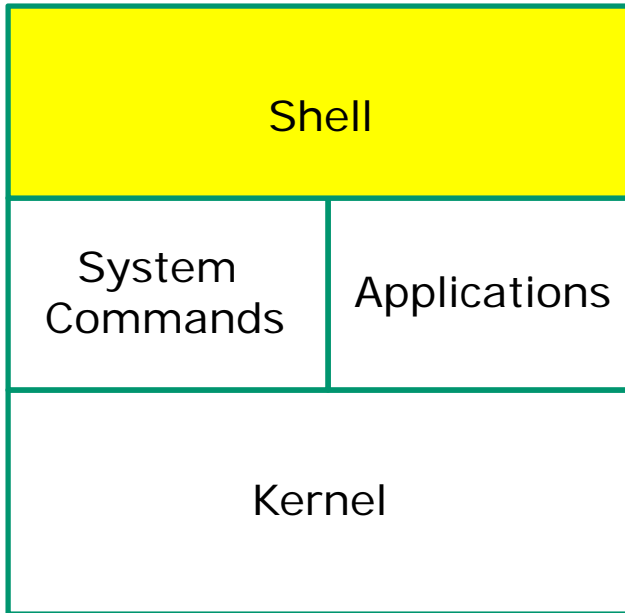 Shell
System
Commands
Applications
Kernel